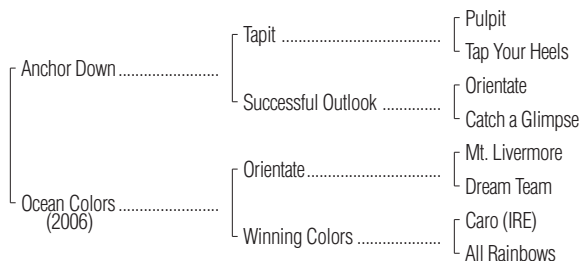 Pulpit
Tapit
Tap Your Heels
Anchor Down
Orientate
Successful Outlook
Catch a Glimpse
Mt. Livermore
Orientate
Dream Team
Ocean Colors
(2006)
Caro (IRE)
Winning Colors
All Rainbows